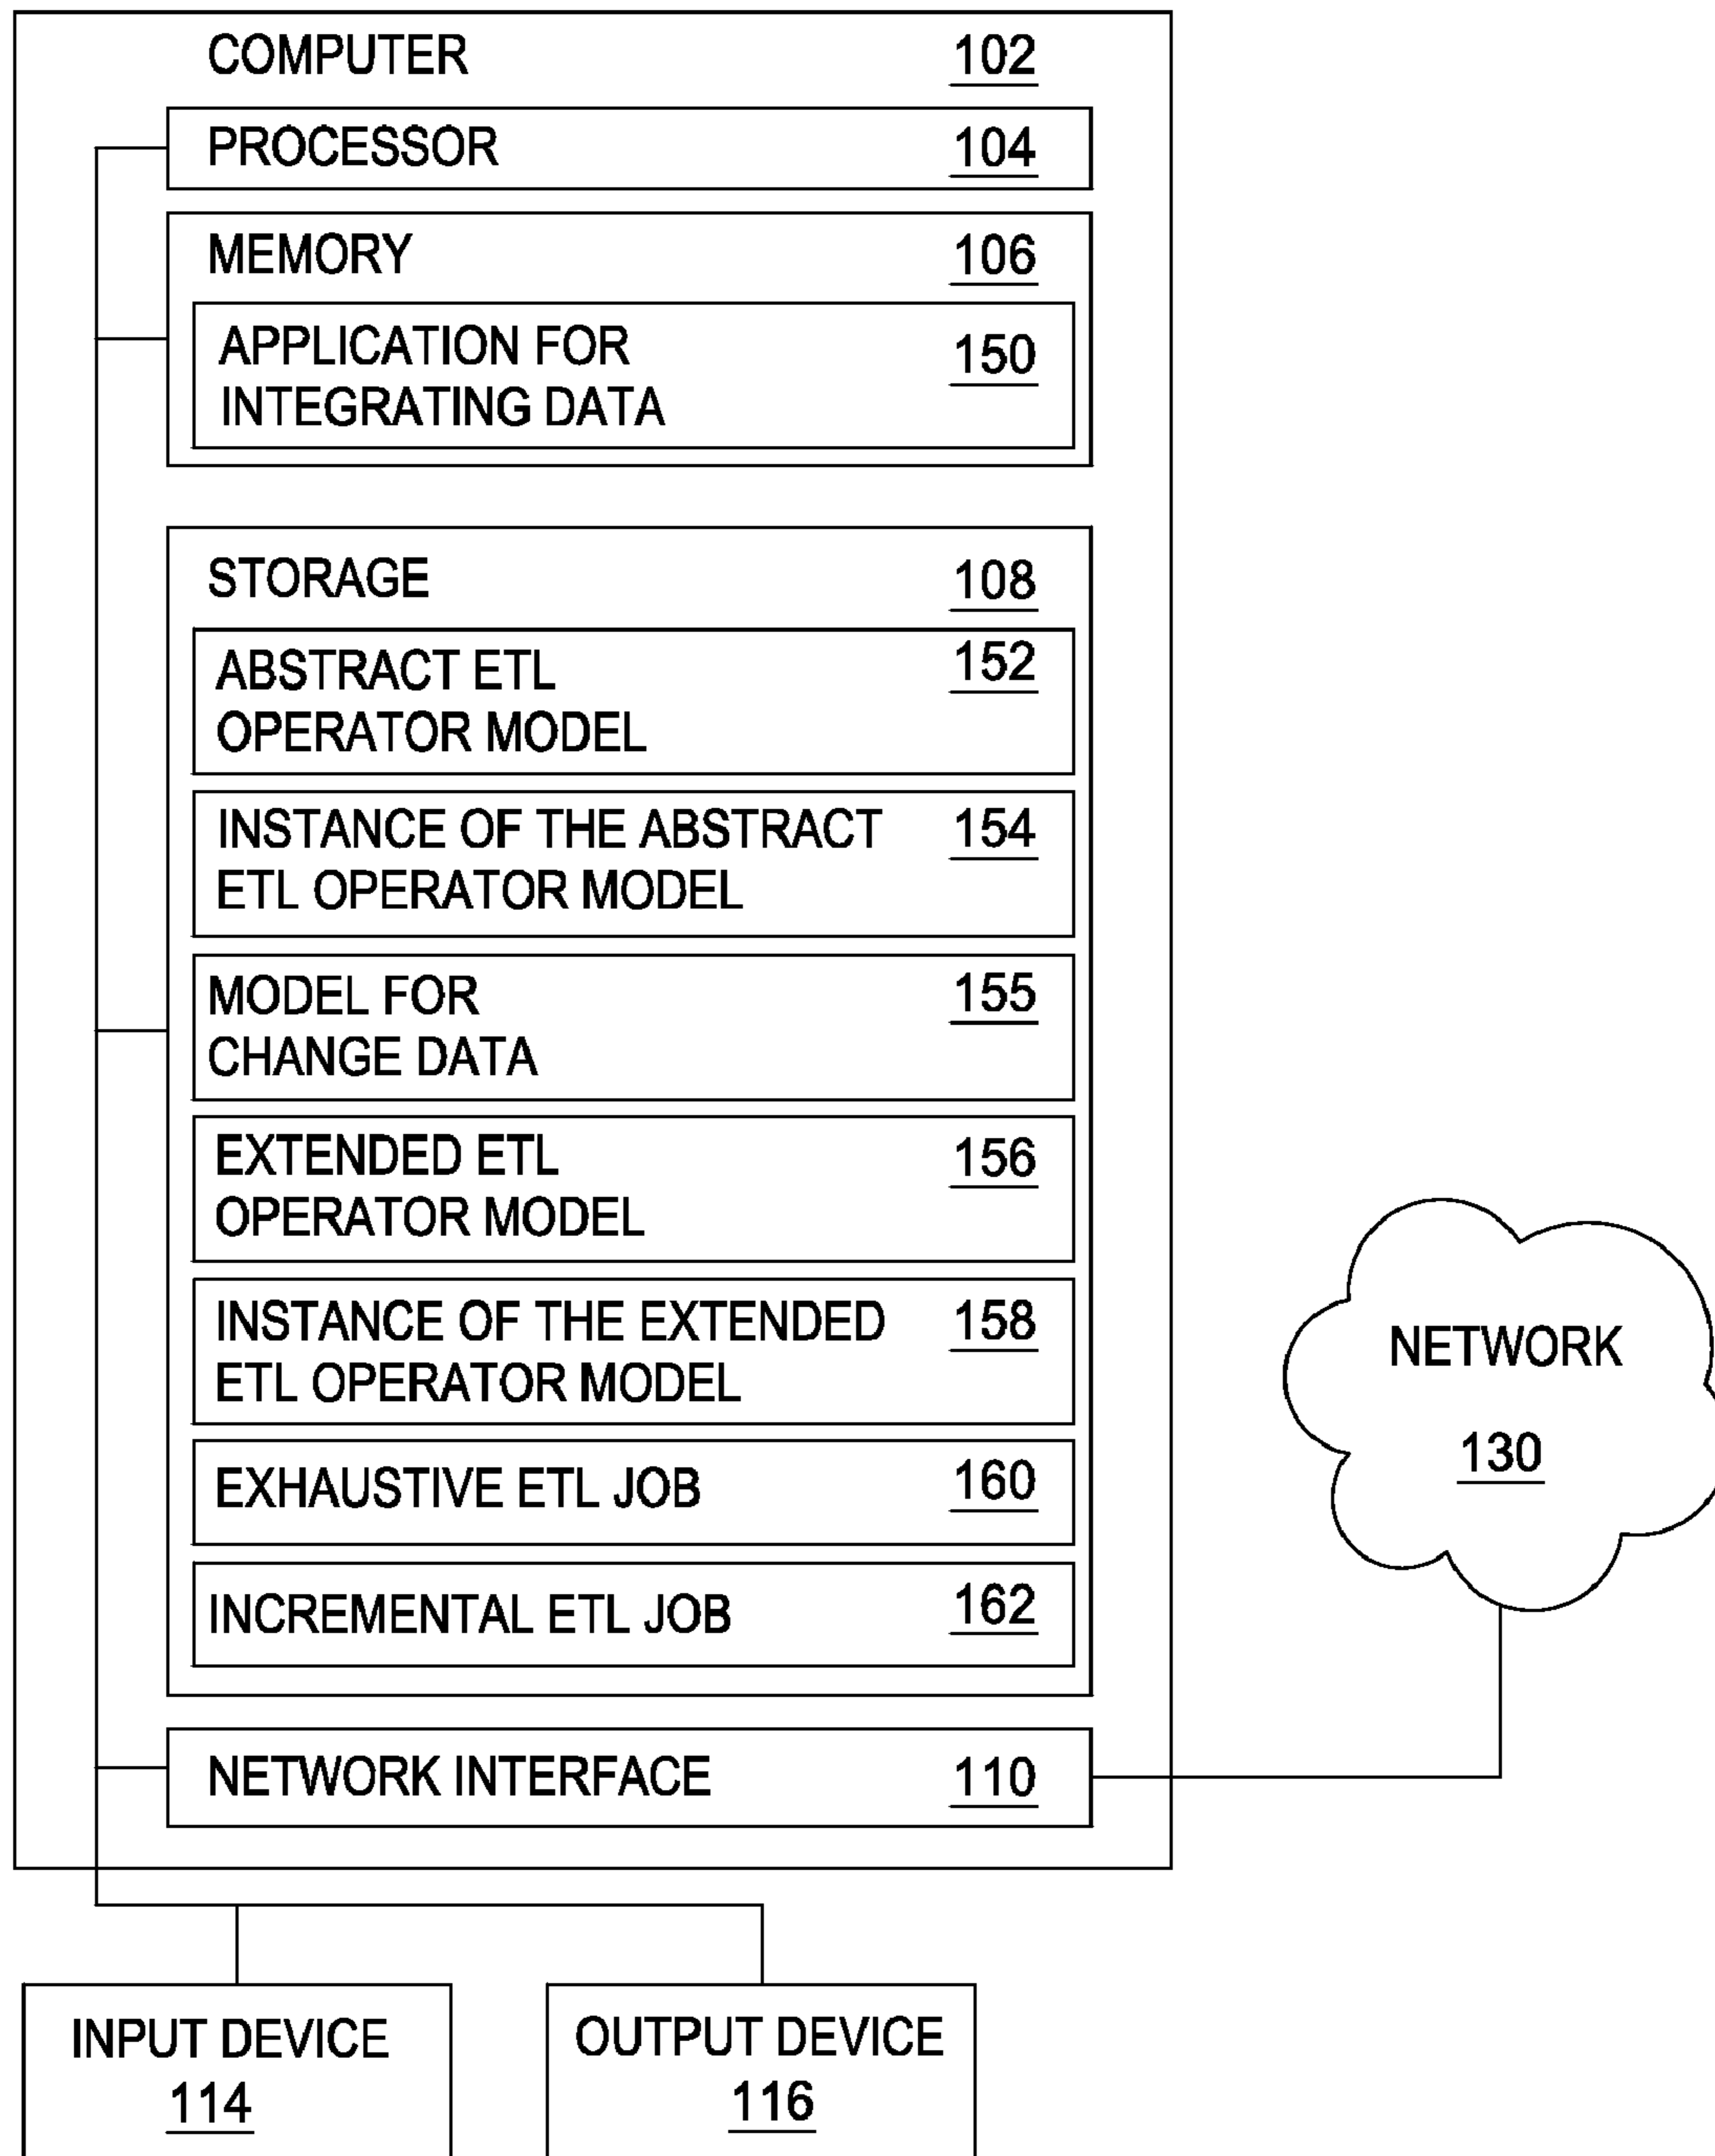 COMPUTER 102
PROCESSOR 104
MEMORY 106
APPLICATION FOR 150
INTEGRATING DATA
STORAGE 108
ABSTRACT ETL 152
OPERATOR MODEL
INSTANCE OF THE ABSTRACT 154
ETL OPERATOR MODEL
MODEL FOR 155
CHANGE DATA
EXTENDED ETL 156
OPERATOR MODEL
INSTANCE OF THE EXTENDED 158
ETL OPERATOR MODEL
EXHAUSTIVE ETL JOB 160
INCREMENTAL ETL JOB 162
NETWORK INTERFACE 110
NETWORK
130
INPUT DEVICE
114
OUTPUT DEVICE
116